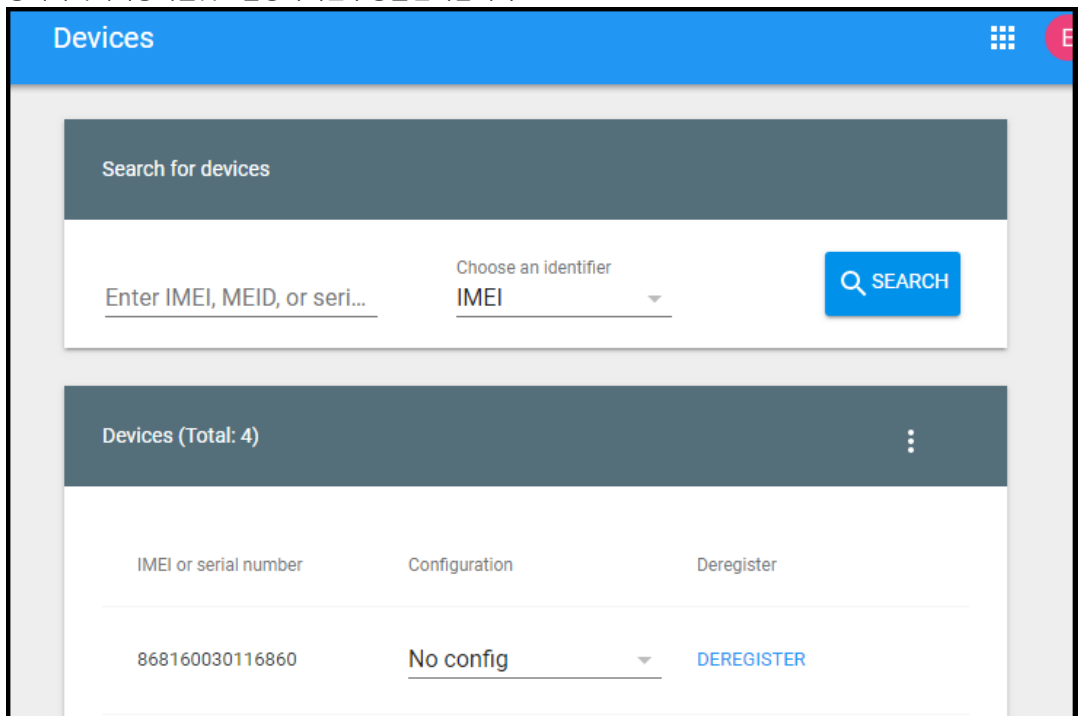 Devices
E
Search for devices
Choose an identifier
Enter IMEI, MEID, or seri...
IMEI
SEARCH
Devices (Total: 4)
IMEI or serial number
Configuration
Deregister
868160030116860
No config
DEREGISTER